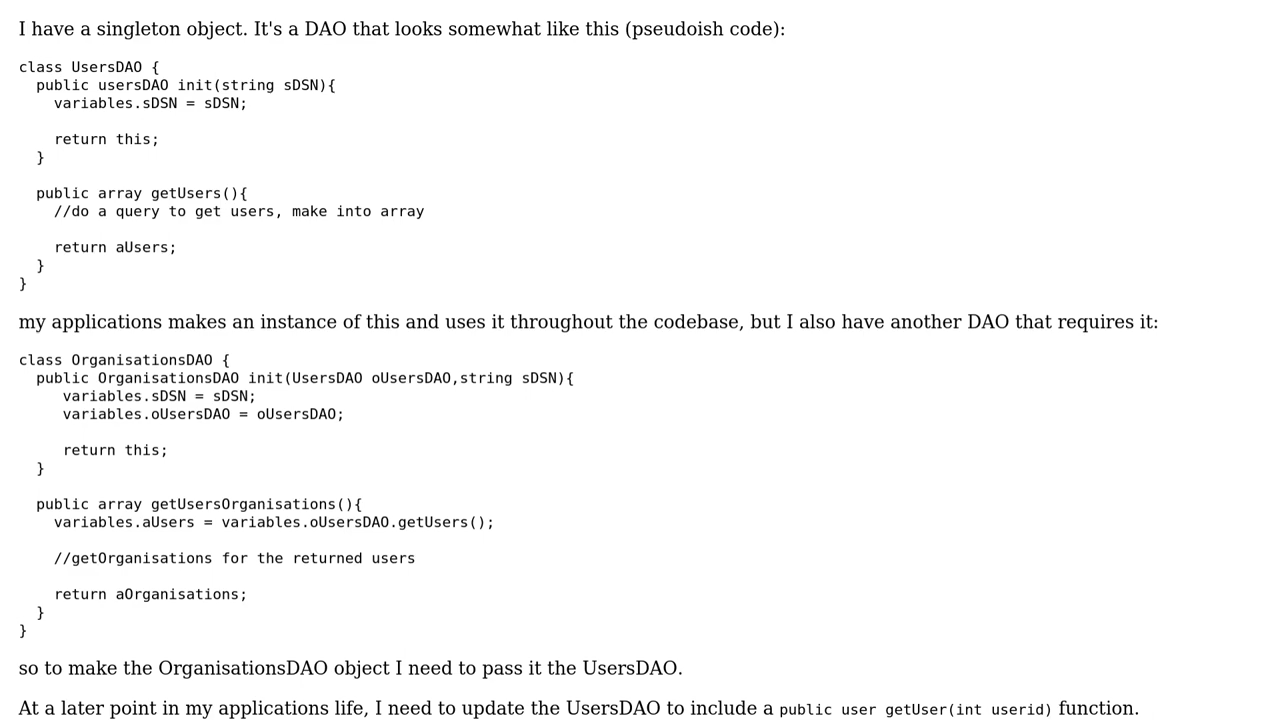 I have a singleton object. It's a DAO that looks somewhat like this (pseudoish code):
class UsersDAO {
  public usersDAO init(string sDSN){
    variables.sDSN = sDSN;

    return this;
  }

  public array getUsers(){
    //do a query to get users, make into array

    return aUsers;
  }
}
my applications makes an instance of this and uses it throughout the codebase, but I also have another DAO that requires it:
class OrganisationsDAO {
  public OrganisationsDAO init(UsersDAO oUsersDAO,string sDSN){
     variables.sDSN = sDSN;
     variables.oUsersDAO = oUsersDAO;

     return this;
  }

  public array getUsersOrganisations(){
    variables.aUsers = variables.oUsersDAO.getUsers();

    //getOrganisations for the returned users

    return aOrganisations;
  }
}
so to make the OrganisationsDAO object I need to pass it the UsersDAO.
At a later point in my applications life, I need to update the UsersDAO to include a public user getUser(int userid) function.